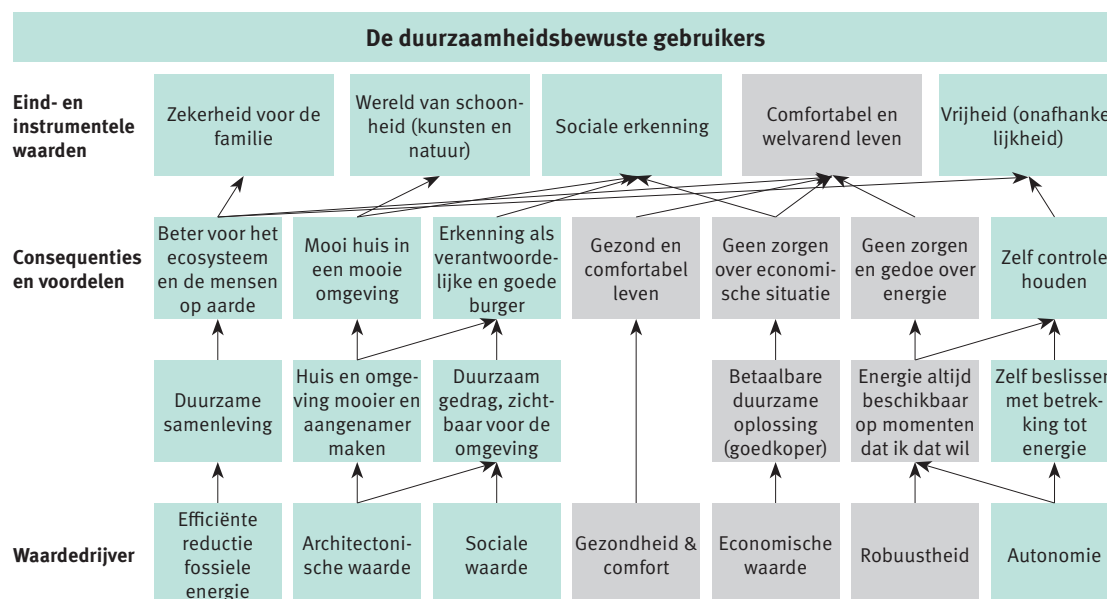 De duurzaamheidsbewuste gebruikers
Eind- en
instrumentele
waarden
Zekerheid voor de
familie
Wereld van schoon-
heid (kunsten en
natuur)
Sociale erkenning
Comfortabel en
welvarend leven
Vrijheid (onafhanke
lijkheid)
Consequenties
en voordelen
Beter voor het
ecosysteem
en de mensen
op aarde
Mooi huis in
een mooie
omgeving
Erkenning als
verantwoorde-
lijke en goede
burger
Gezond en
comfortabel
leven
Geen zorgen
over economi-
sche situatie
Geen zorgen
en gedoe over
energie
Zelf controle
houden
Duurzame
samenleving
Huis en omge-
ving mooier en
aangenamer
maken
Duurzaam
gedrag, zicht-
baar voor de
omgeving
Betaalbare
duurzame
oplossing
(goedkoper)
Energie altijd
beschikbaar
op momenten
dat ik dat wil
Zelf beslissen
met betrek-
king tot
energie
Waardedrijver
Efficiënte
reductie
fossiele
energie
Architectoni-
sche waarde
Sociale
waarde
Gezondheid &
comfort
Economische
waarde
Robuustheid
Autonomie